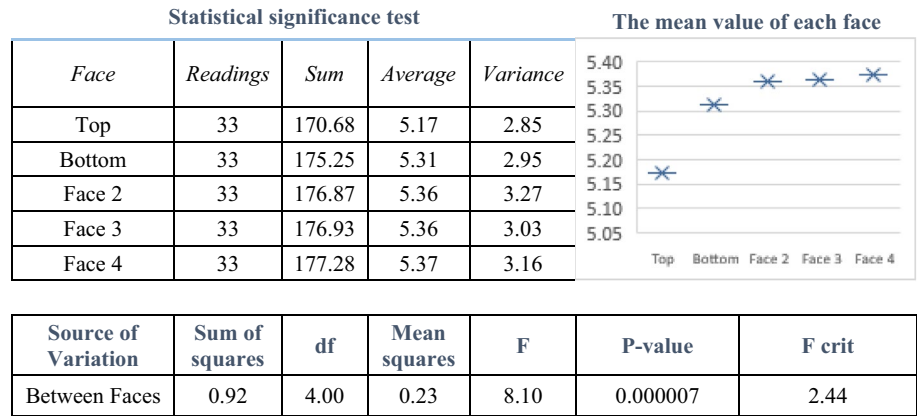 Statistical significance test
The mean value of each face
Face Readings Sum Average Variance
Top 33 170.68 5.17 2.85
Bottom 33 175.25 5.31 2.95
Face 2 33 176.87 5.36 3.27
Face 3 33 176.93 5.36 3.03
Face 4 33 177.28 5.37 3.16
5.40
5.35
5.30
5.25
5.20
5.15
5.10
5.05
Top Bottom Face 2 Face 3 Face 4
Source of Variation Sum of squares df Mean squares F P-value F crit
Between Faces 0.92 4.00 0.23 8.10 0.000007 2.44